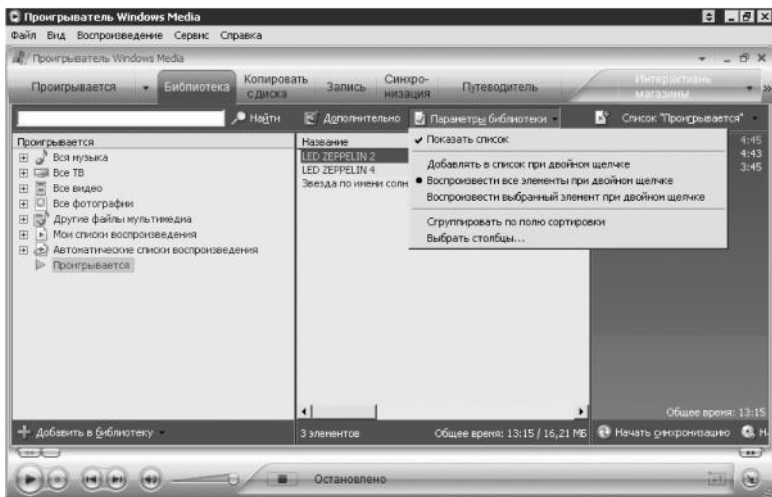 Проигрыватель Windows Media
Файл Вид Воспроизведение Сервис Справка
Проигрыватель Windows Media
Проигрывается Библиотека Копировать с диска Запись Синхро-низация Путеводитель Интерактивн. магазины
Найти Дополнительно Параметры библиотеки Список "Проигрывается"
Проигрывается
Вся музыка
Все ТВ
Все видео
Все фотографии
Другие файлы мультимедиа
Мои списки воспроизведения
Автоматические списки воспроизведения
Проигрывается
Название
LED ZEPPELIN 2
LED ZEPPELIN 4
Звезда по имени солн
Показать список
Добавлять в список при двойном щелчке
Воспроизвести все элементы при двойном щелчке
Воспроизвести выбранный элемент при двойном щелчке
Сгруппировать по полю сортировки
Выбрать столбцы...
4:45
4:43
3:45
Общее время: 13:15
Добавить в библиотеку 3 элементов Общее время: 13:15 / 16,21 МБ Начать синхронизацию Н
Остановлено